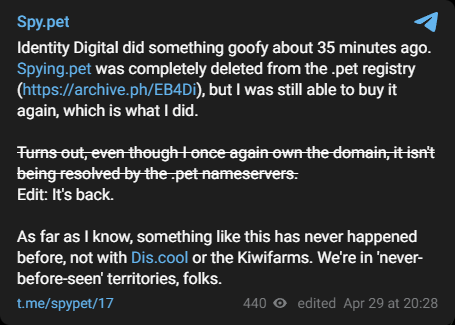 Spy.pet
Identity Digital did something goofy about 35 minutes ago.
Spying.pet was completely deleted from the .pet registry
(https://archive.ph/EB4Di), but I was still able to buy it
again, which is what I did.
Turns out, even though I once again own the domain, it isn't
being resolved by the .pet nameservers.
Edit: It's back.
As far as I know, something like this has never happened
before, not with Dis.cool or the Kiwifarms. We're in 'never-
before-seen' territories, folks.
t.me/spypet/17 440 edited Apr 29 at 20:28